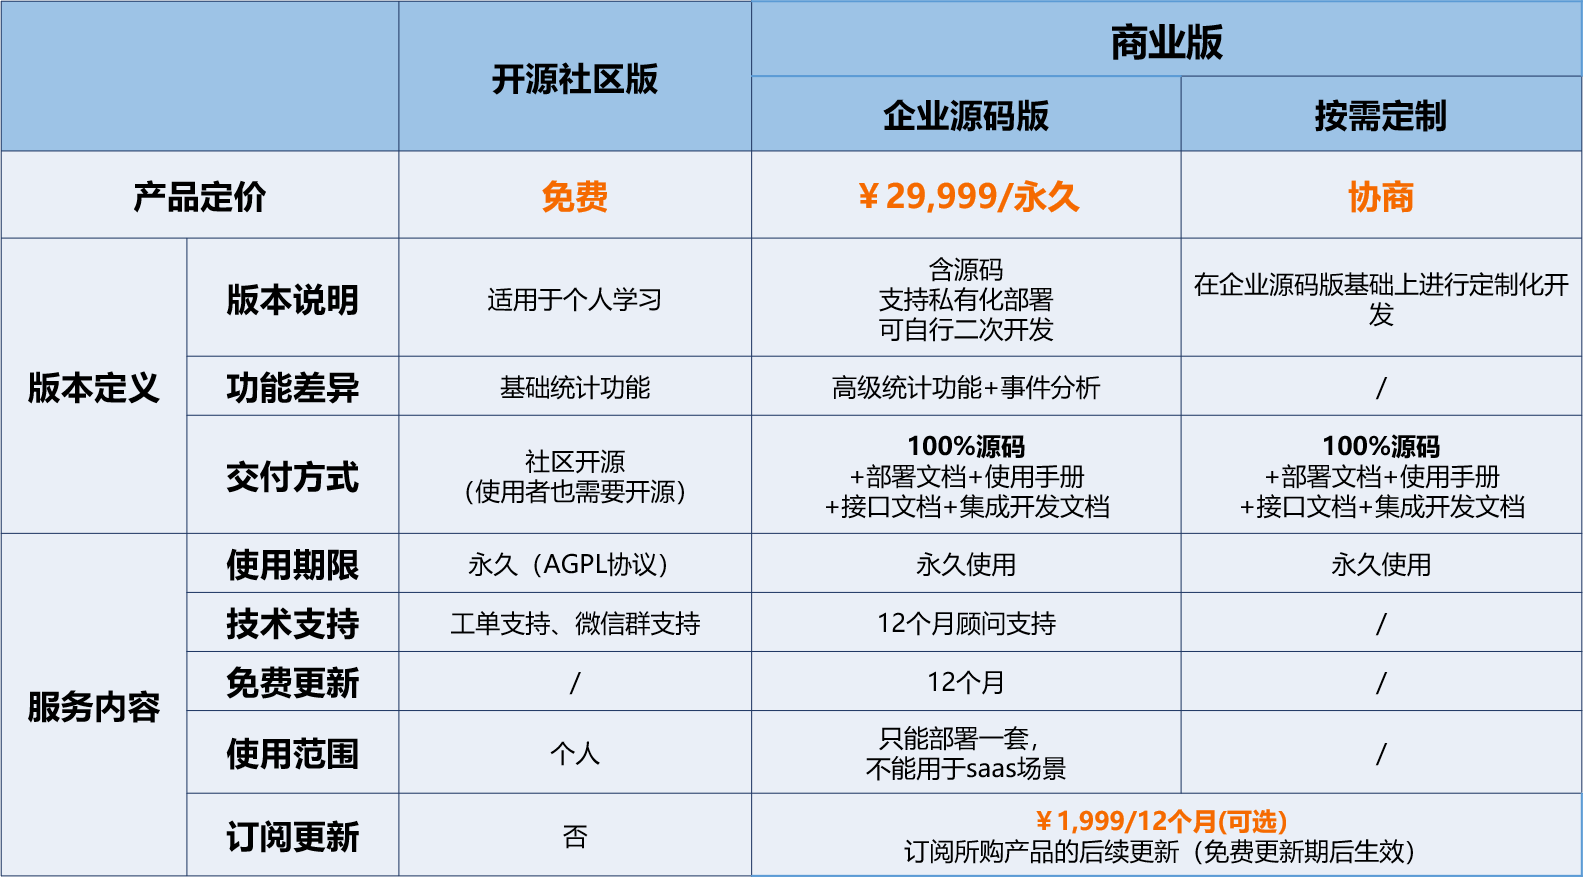 开源社区版
商业版
企业源码版
按需定制
产品定价
免费
￥29,999/永久
协商
版本定义
版本说明
适用于个人学习
含源码
支持私有化部署
可自行二次开发
在企业源码版基础上进行定制化开
发
功能差异
基础统计功能
高级统计功能+事件分析
/
交付方式
社区开源
（使用者也需要开源）
100%源码
+部署文档+使用手册
+接口文档+集成开发文档
100%源码
+部署文档+使用手册
+接口文档+集成开发文档
服务内容
使用期限
永久（AGPL协议）
永久使用
永久使用
技术支持
工单支持、微信群支持
12个月顾问支持
/
免费更新
/
12个月
/
使用范围
个人
只能部署一套，
不能用于saas场景
/
订阅更新
否
￥1,999/12个月(可选)
订阅所购产品的后续更新（免费更新期后生效）